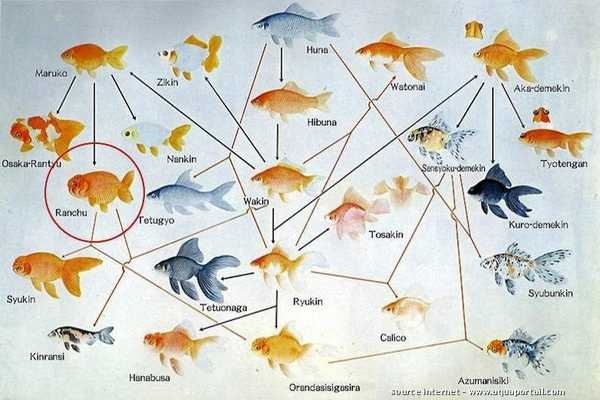 Maruko
Zikin
Huna
Watonai
Aka-demekin
Hibuna
Osaka-Rantyu
Nankin
Sansyoku-demekin
Tyotengan
Ranchu
Tetugyo
Wakin
Tosakin
Kuro-demekin
Syukin
Tetuonaga
Ryukin
Syubunkin
Kinransi
Hanabusa
Calico
Orandasisigasira
Azumanisiki
source internet - www.aquaportail.com